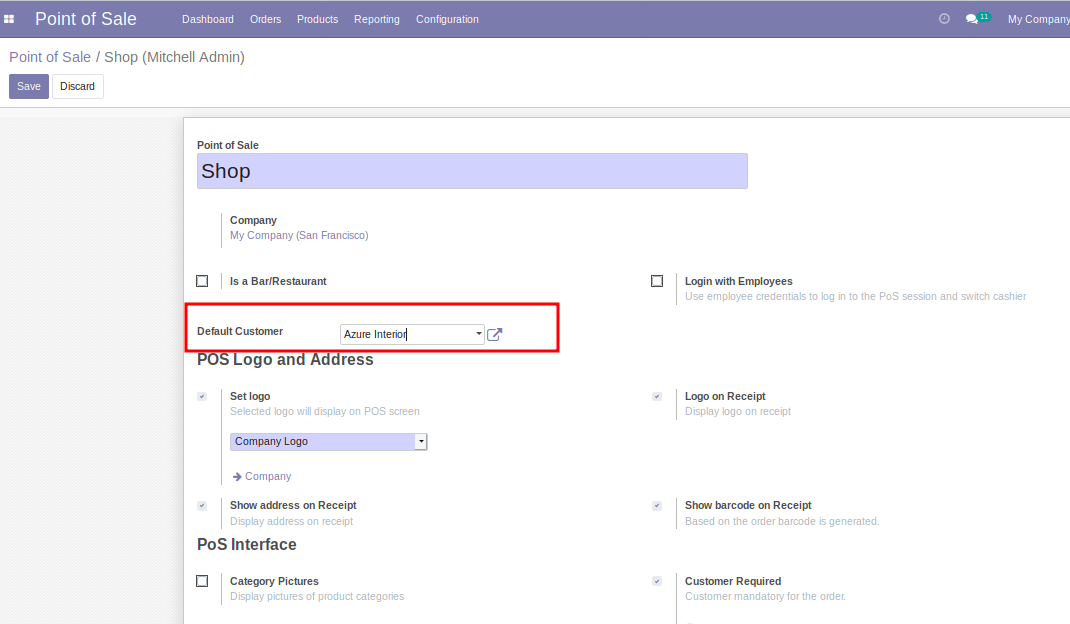 Point of Sale Dashboard Orders Products Reporting Configuration 11 My Company
Point of Sale / Shop (Mitchell Admin)
Save Discard
Point of Sale
Shop
Company
My Company (San Francisco)
Is a Bar/Restaurant
Login with Employees
Use employee credentials to log in to the PoS session and switch cashier
Default Customer Azure Interior
POS Logo and Address
Set logo
Selected logo will display on POS screen
Company Logo
Company
Logo on Receipt
Display logo on receipt
Show address on Receipt
Display address on receipt
Show barcode on Receipt
Based on the order barcode is generated.
PoS Interface
Category Pictures
Display pictures of product categories
Customer Required
Customer mandatory for the order.